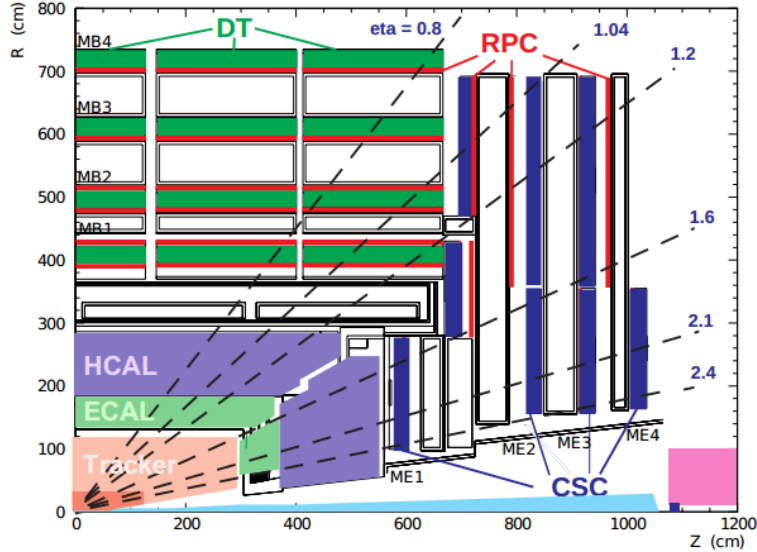 R (cm)
800
700
600
500
400
300
200
100
0
DT
eta = 0.8
1.04
RPC
1.2
MB4
MB3
MB2
MB1
1.6
2.1
2.4
HCAL
ECAL
Tracker
ME1
ME2
ME3
ME4
CSC
0
200
400
600
800
1000
1200
Z (cm)